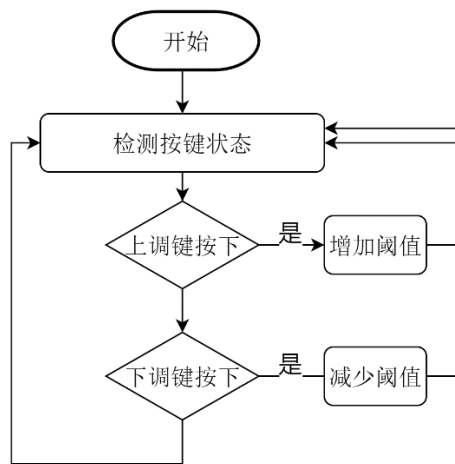 开始
检测按键状态
上调键按下
是
增加阈值
下调键按下
是
减少阈值